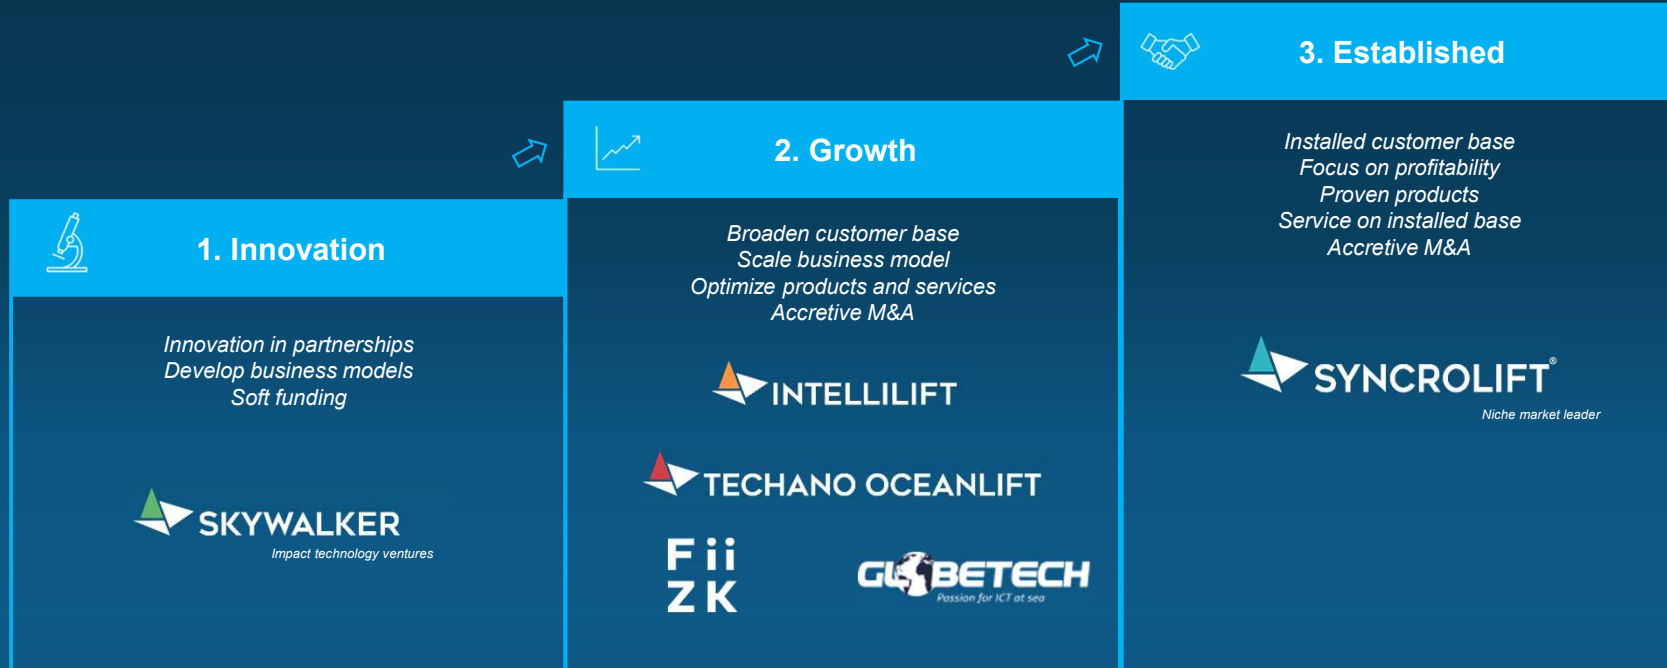 1. Innovation
Innovation in partnerships
Develop business models
Soft funding
SKYWALKER
Impact technology ventures
2. Growth
Broaden customer base
Scale business model
Optimize products and services
Accretive M&A
INTELLILIFT
TECHANO OCEANLIFT
Fii
ZK
GLOBETECH
Passion for ICT at sea
3. Established
Installed customer base
Focus on profitability
Proven products
Service on installed base
Accretive M&A
SYNCROLIFT®
Niche market leader